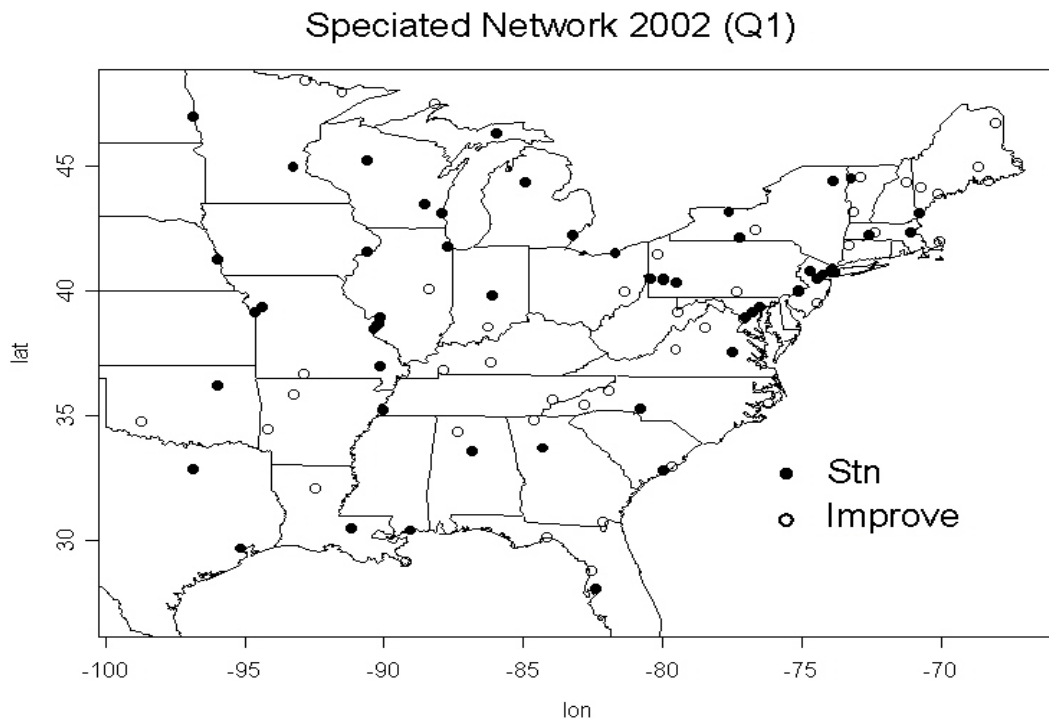 Speciated Network 2002 (Q1)
lat
45
40
35
30
Stn
Improve
-100 -95 -90 -85 -80 -75 -70
lon